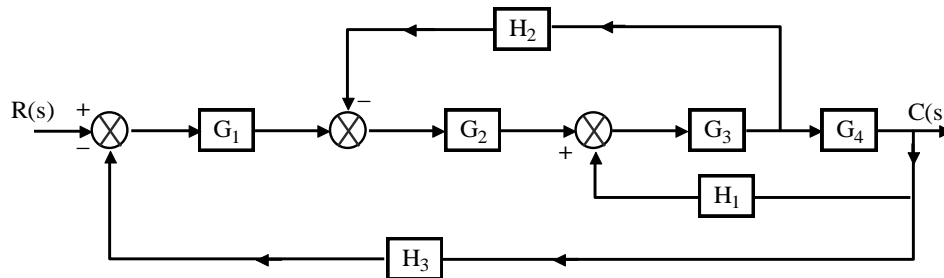 H₂
R(s) + − G₁ − G₂ + G₃ G₄ C(s
H₁
H₃